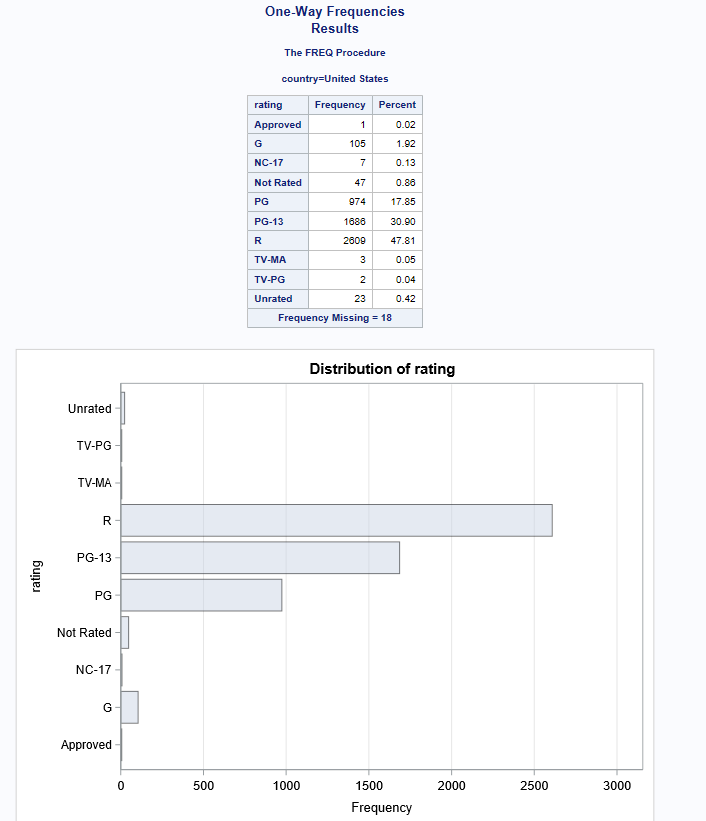 One-Way Frequencies
Results
The FREQ Procedure
country=United States
rating Frequency Percent
Approved 1 0.02
G 105 1.92
NC-17 7 0.13
Not Rated 47 0.86
PG 974 17.85
PG-13 1686 30.90
R 2609 47.81
TV-MA 3 0.05
TV-PG 2 0.04
Unrated 23 0.42
Frequency Missing = 18
Distribution of rating
Unrated
TV-PG
TV-MA
R
PG-13
PG
Not Rated
NC-17
G
Approved
rating
0 500 1000 1500 2000 2500 3000
Frequency